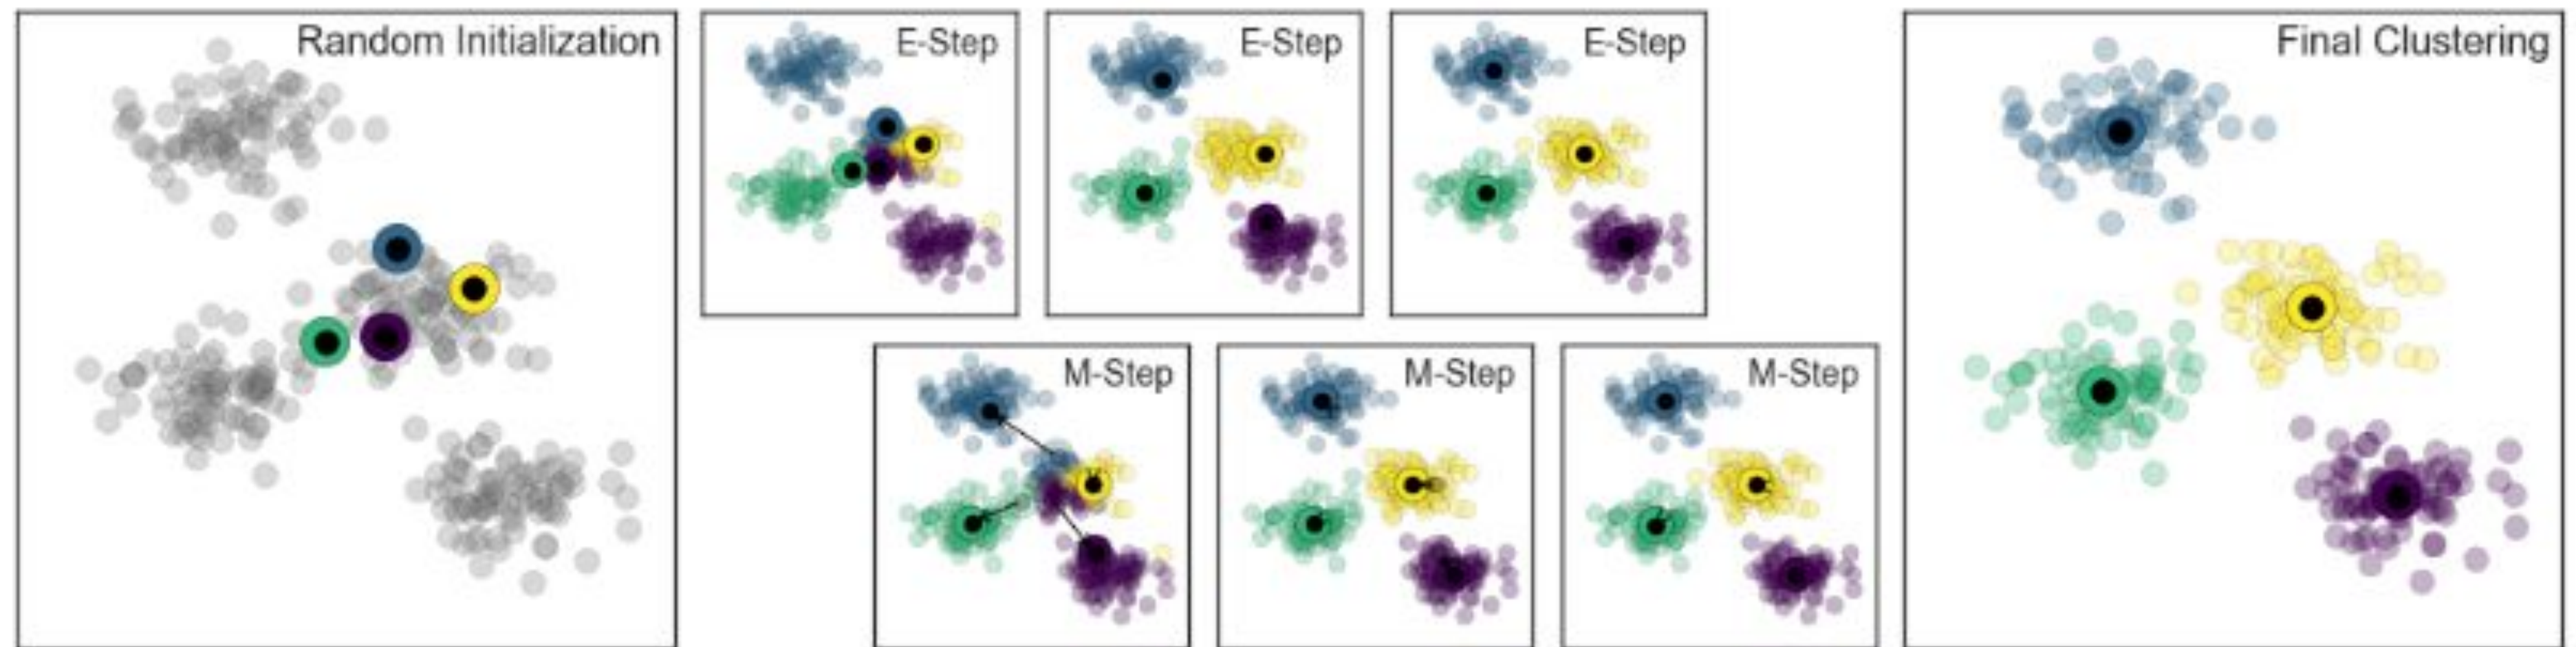 Random Initialization
E-Step
E-Step
E-Step
M-Step
M-Step
M-Step
Final Clustering